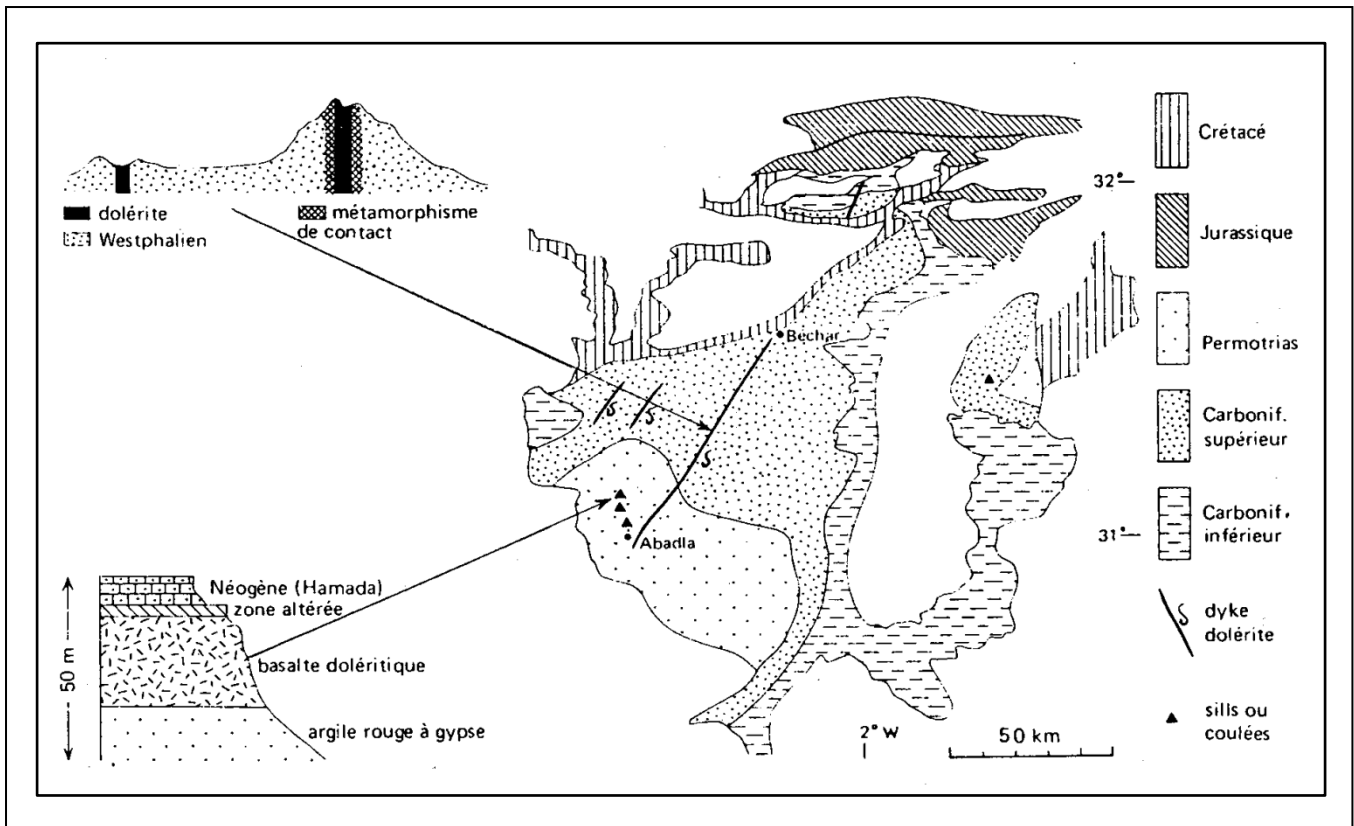 dolérite
Westphalien
métamorphisme
de contact
50 m
Néogène (Hamada)
zone altérée
basalte doléritique
argile rouge à gypse
Bechar
Abadla
32°
31°
2° W
50 km
Crétacé
Jurassique
Permotrias
Carbonif.
supérieur
Carbonif.
inférieur
dyke
dolérite
sills ou
coulées